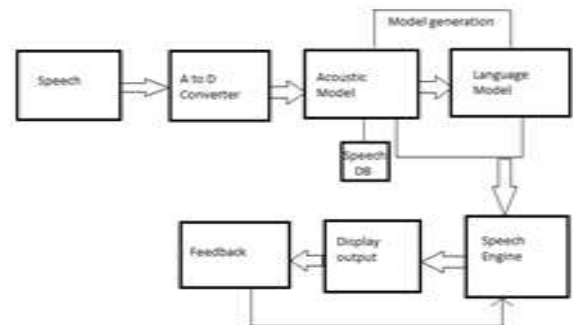 Model generation
Speech
A to D
Converter
Acoustic
Model
Language
Model
Speech
DB
Feedback
Display
output
Speech
Engine